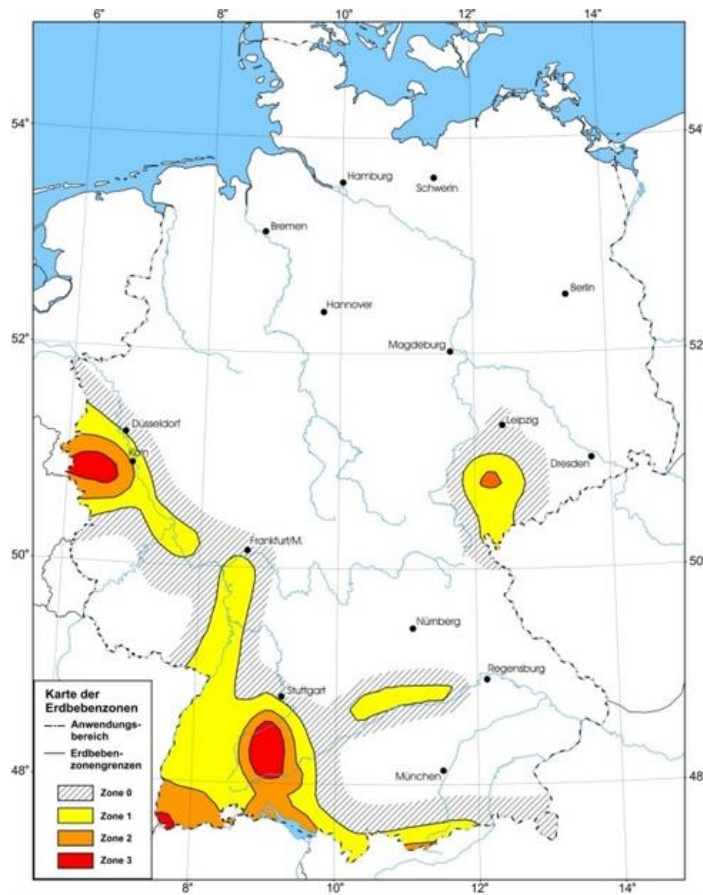 6°
8°
10°
12°
14°
54°
54°
Hamburg
Schwerin
Bremen
Berlin
Hannover
52°
Magdeburg
52°
Düsseldorf
Leipzig
Köln
Dresden
50°
Frankfurt/M.
50°
Nürnberg
Regensburg
Stuttgart
48°
München
48°
Karte der
Erdbebenzonen
Anwendungs-
bereich
Erdbeben-
zonengrenzen
Zone 0
Zone 1
Zone 2
Zone 3
8°
10°
12°
14°